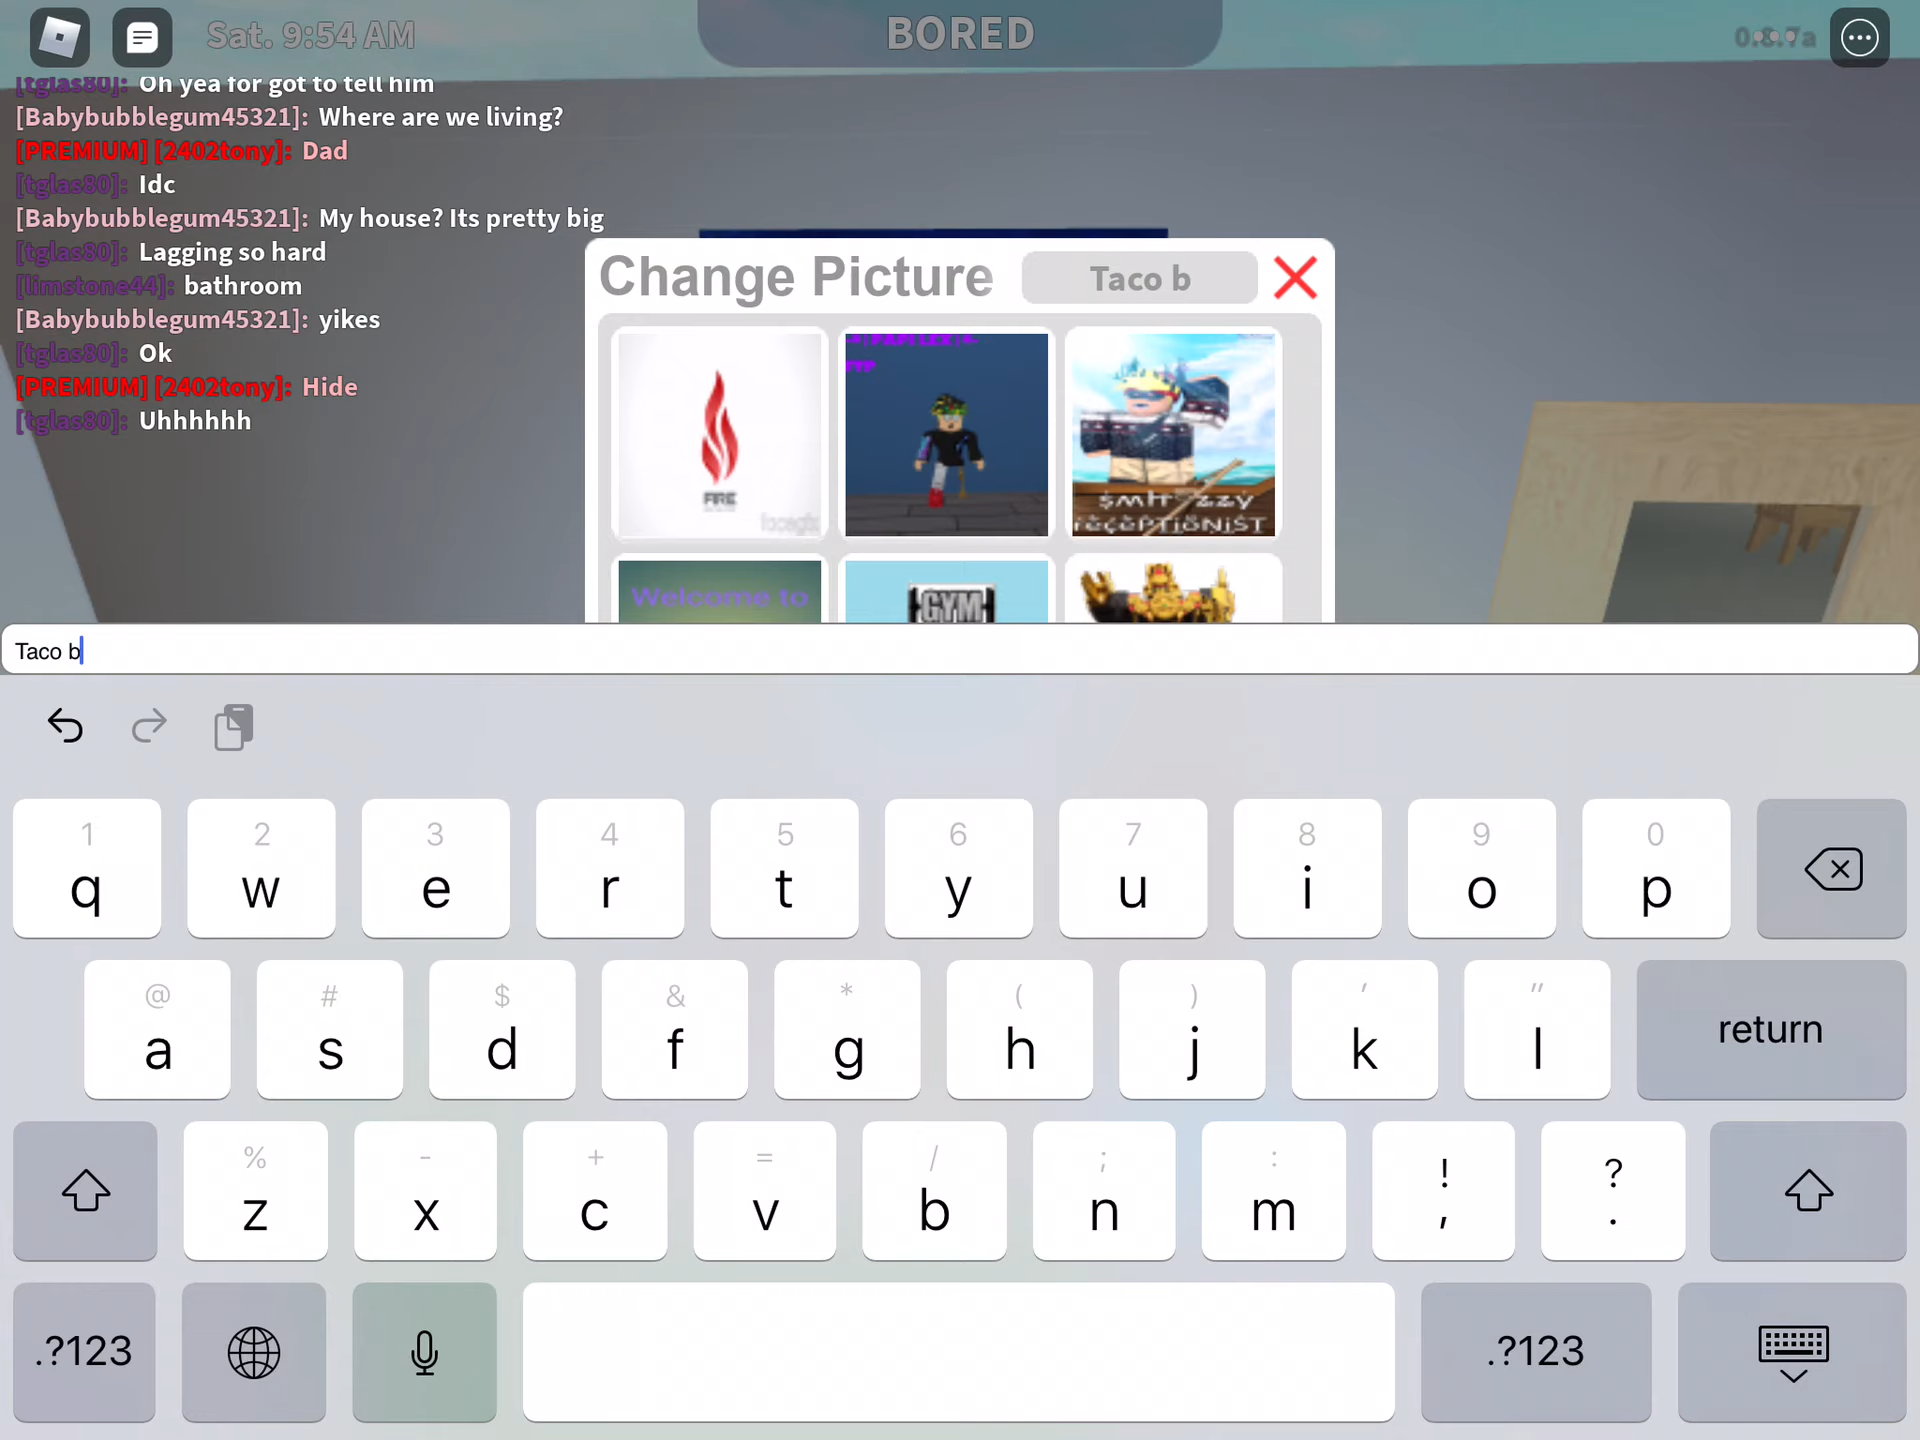 Sat. 9:54 AM
BORED
[tglas80]: Oh yea for got to tell him
[Babybubblegum45321]: Where are we living?
[PREMIUM] [2402tony]: Dad
[tglas80]: Idc
[Babybubblegum45321]: My house? Its pretty big
[tglas80]: Lagging so hard
[limstone44]: bathroom
[Babybubblegum45321]: yikes
[tglas80]: Ok
[PREMIUM] [2402tony]: Hide
[tglas80]: Uhhhhhh
Change Picture
Taco b
FIRE
Welcome to
GYM
Taco b
1 2 3 4 5 6 7 8 9 0
q w e r t y u i o p
@ # $ & * ( ) ' "
a s d f g h j k l return
% - + = / ; : ! ?
z x c v b n m , .
.?123 .?123